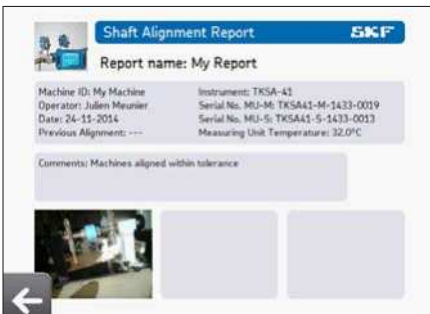 Shaft Alignment Report
SKF
Report name: My Report
Machine ID: My Machine
Operator: Julien Meunier
Date: 24-11-2014
Previous Alignment: ---
Instrument: TKSA-41
Serial No. MU-M: TKSA41-M-1433-0019
Serial No. MU-S: TKSA41-S-1433-0013
Measuring Unit Temperature: 32.0°C
Comments: Machines aligned within tolerance